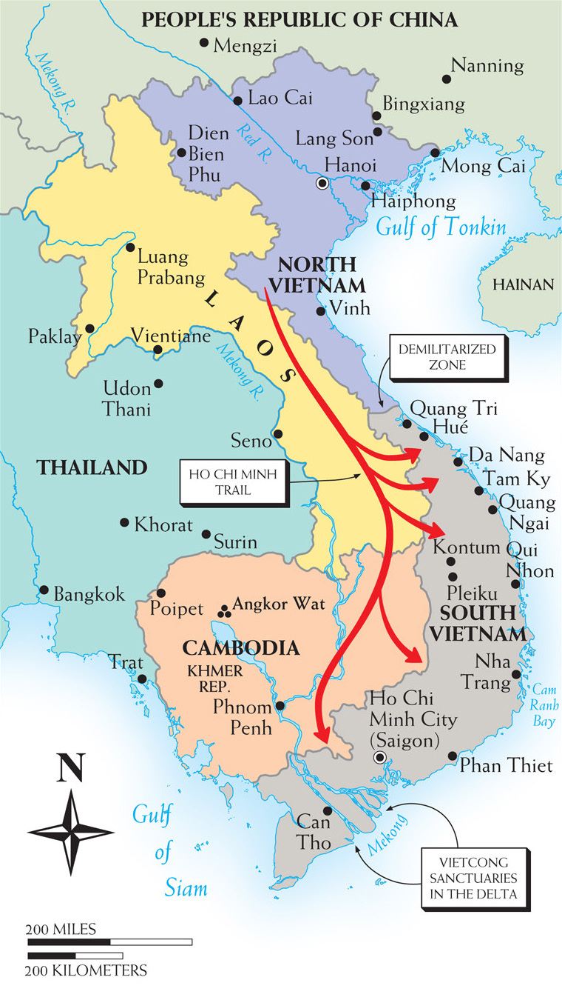 PEOPLE'S REPUBLIC OF CHINA
Mengzi
Mekong R.
Nanning
Lao Cai
Bingxiang
Red R.
Dien
Bien
Phu
Lang Son
Hanoi
Mong Cai
Haiphong
Gulf of Tonkin
Luang
Prabang
NORTH
VIETNAM
HAINAN
LAOS
Vinh
Paklay
Vientiane
Mekong R.
DEMILITARIZED
ZONE
Udon
Thani
Quang Tri
Hué
Seno
Da Nang
THAILAND
HO CHI MINH
TRAIL
Tam Ky
Quang
Ngai
Khorat
Surin
Kontum
Qui
Nhon
Bangkok
Poipet
Angkor Wat
Pleiku
SOUTH
VIETNAM
CAMBODIA
KHMER
REP.
Trat
Nha
Trang
Cam
Ranh
Bay
Phnom
Penh
Ho Chi
Minh City
(Saigon)
Phan Thiet
N
Gulf
of
Siam
Can
Tho
Mekong
VIETCONG
SANCTUARIES
IN THE DELTA
200 MILES
200 KILOMETERS